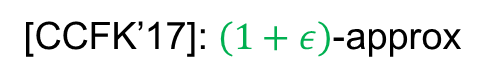 [CCFK’17]: (1 + ϵ)-approx